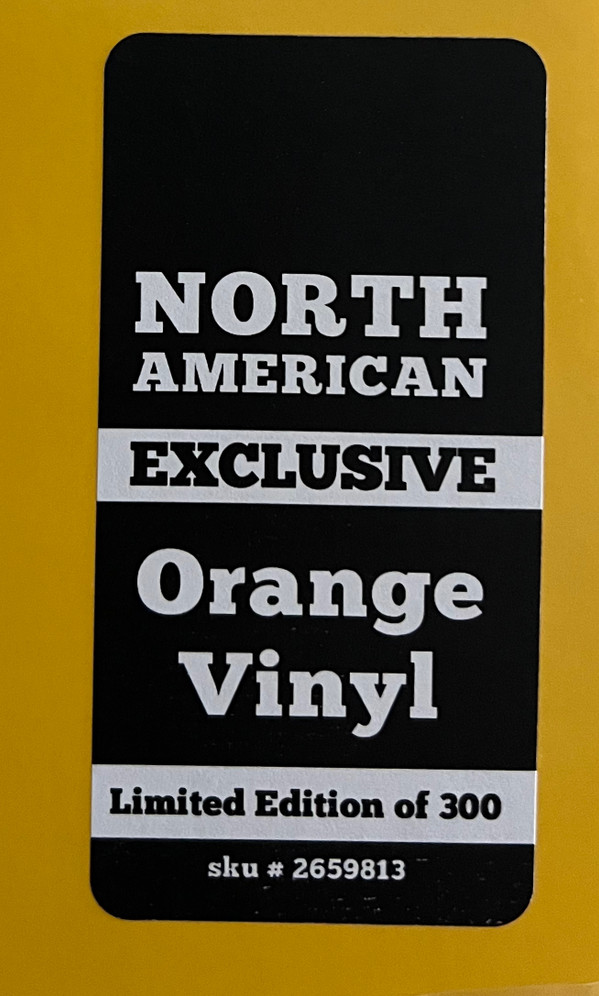 NORTH
AMERICAN
EXCLUSIVE
Orange
Vinyl
Limited Edition of 300
sku # 2659813